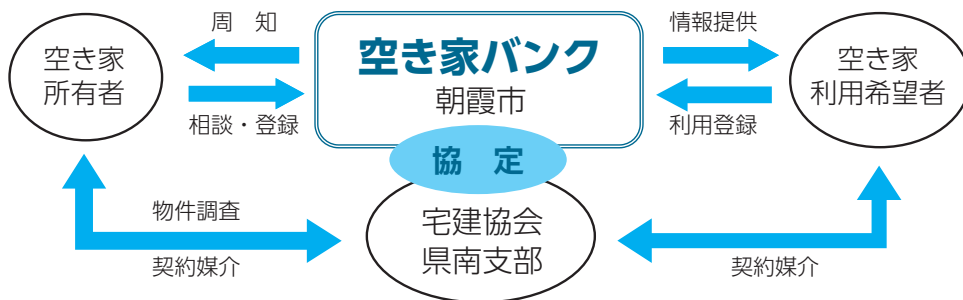 周　知
情報提供
空き家
所有者
空き家バンク
朝霞市
空き家
利用希望者
相談・登録
利用登録
協　定
物件調査
宅建協会
県南支部
契約媒介
契約媒介